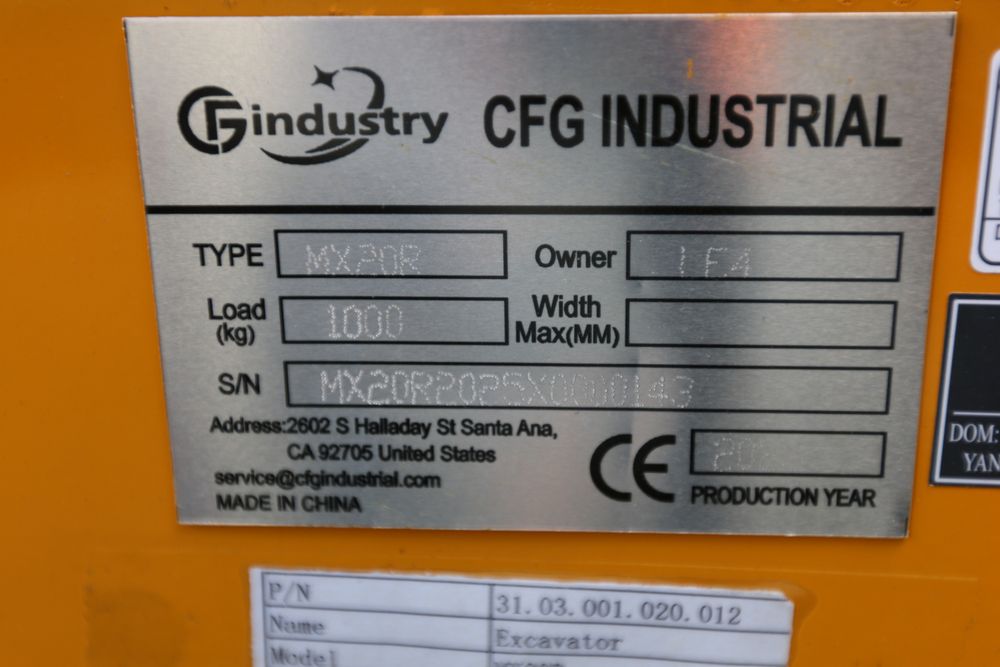 CFindustry CFG INDUSTRIAL
TYPE MX20R Owner LEA
Load (kg) 1000 Width Max(MM)
S/N MX20R2025X0000143
Address:2602 S Halladay St Santa Ana,
CA 92705 United States
service@cfgindustrial.com
MADE IN CHINA
CE PRODUCTION YEAR
DOM:
YAN
P/N 31.03.001.020.012
Name Excavator
Model